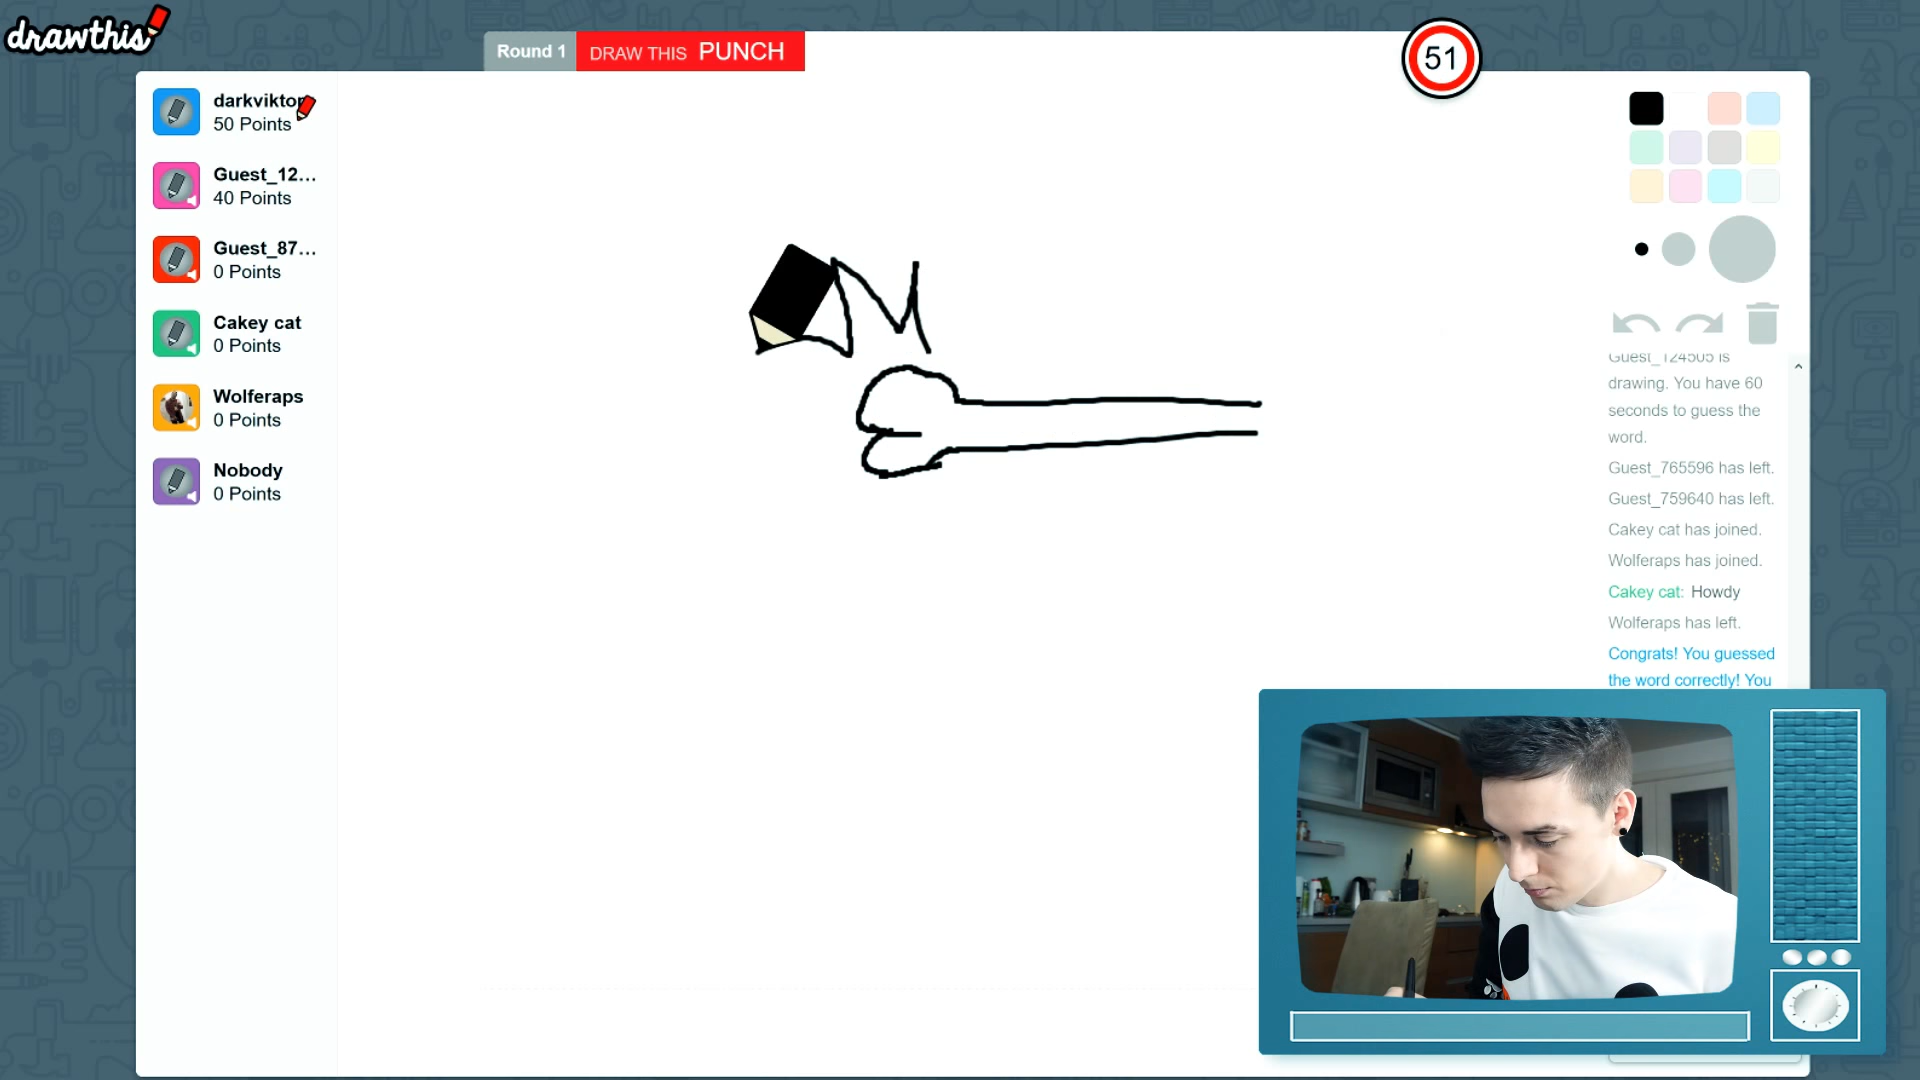 drawthis
Round 1 DRAW THIS PUNCH
51
darkviktor
50 Points
Guest_12...
40 Points
Guest_87...
0 Points
Cakey cat
0 Points
Wolferaps
0 Points
Nobody
0 Points
Guest_124505 is
drawing. You have 60
seconds to guess the
word.
Guest_765596 has left.
Guest_759640 has left.
Cakey cat has joined.
Wolferaps has joined.
Cakey cat: Howdy
Wolferaps has left.
Congrats! You guessed
the word correctly! You